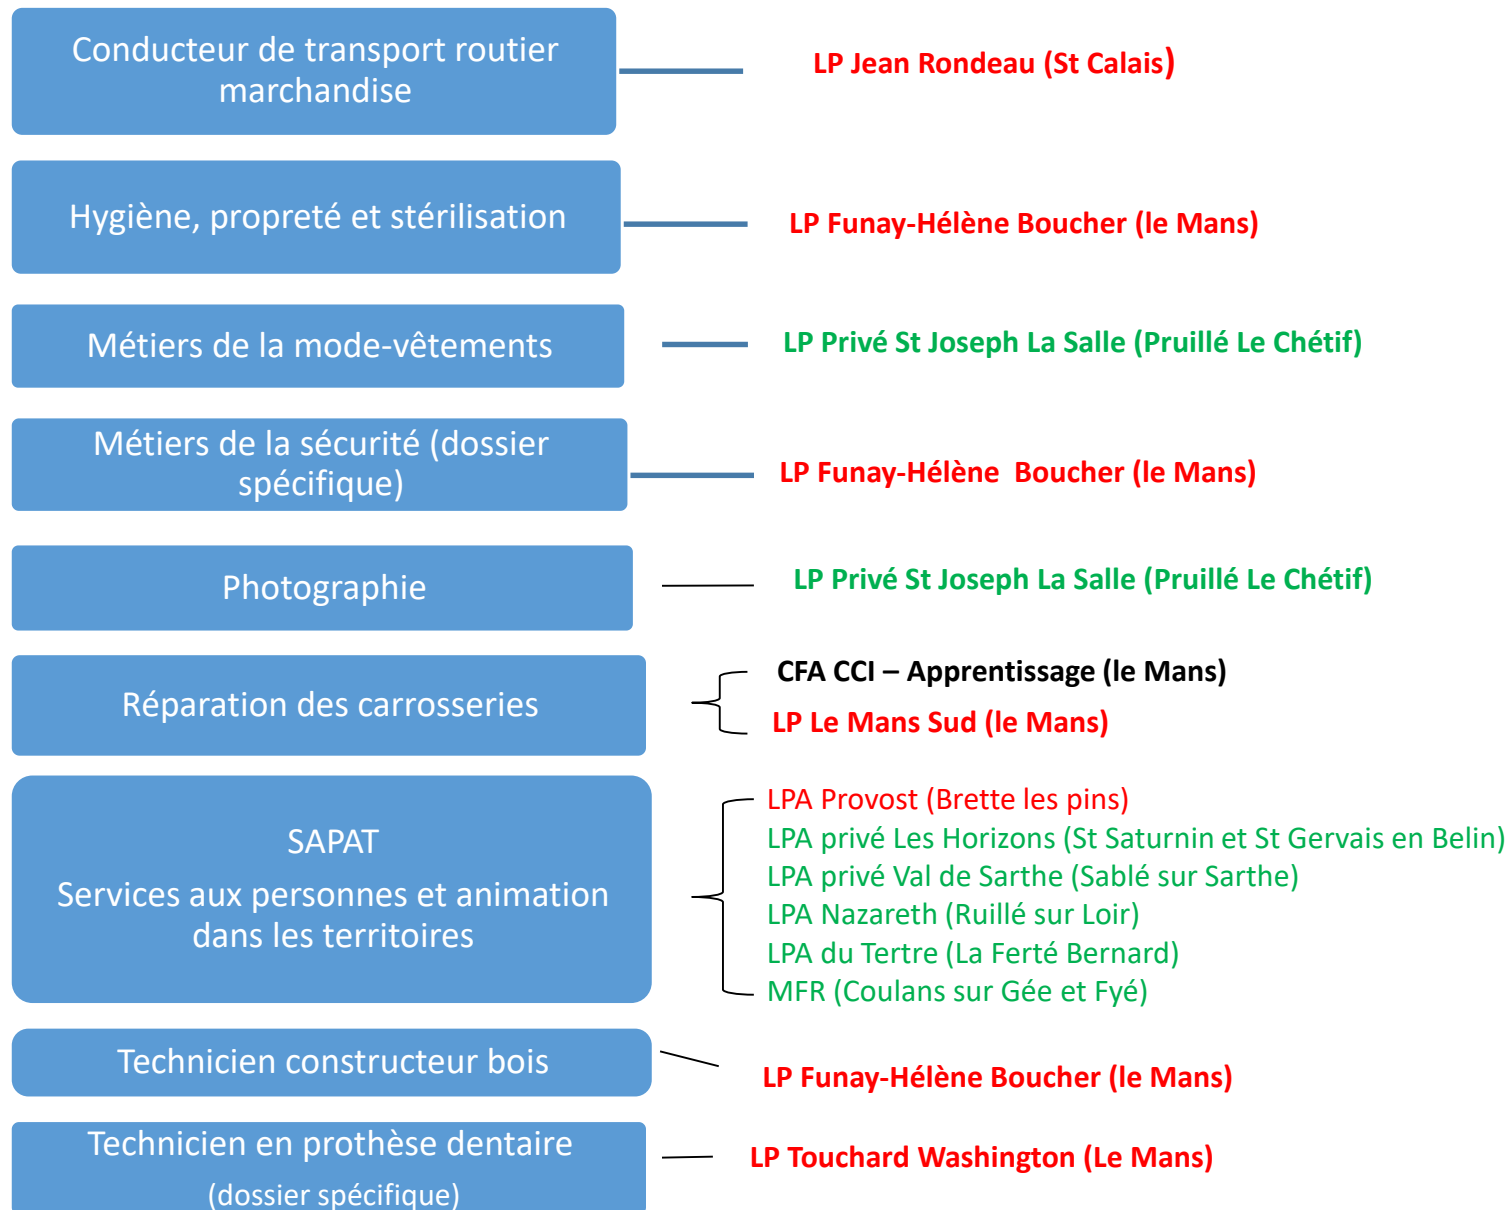 Conducteur de transport routier
marchandise
LP Jean Rondeau (St Calais)
Hygiène, propreté et stérilisation
LP Funay-Hélène Boucher (le Mans)
Métiers de la mode-vêtements
LP Privé St Joseph La Salle (Pruillé Le Chétif)
Métiers de la sécurité (dossier
spécifique)
LP Funay-Hélène  Boucher (le Mans)
Photographie
LP Privé St Joseph La Salle (Pruillé Le Chétif)
Réparation des carrosseries
CFA CCI – Apprentissage (le Mans)
LP Le Mans Sud (le Mans)
SAPAT
Services aux personnes et animation
dans les territoires
LPA Provost (Brette les pins)
LPA privé Les Horizons (St Saturnin et St Gervais en Belin)
LPA privé Val de Sarthe (Sablé sur Sarthe)
LPA Nazareth (Ruillé sur Loir)
LPA du Tertre (La Ferté Bernard)
MFR (Coulans sur Gée et Fyé)
Technicien constructeur bois
LP Funay-Hélène Boucher (le Mans)
Technicien en prothèse dentaire
(dossier spécifique)
LP Touchard Washington (Le Mans)